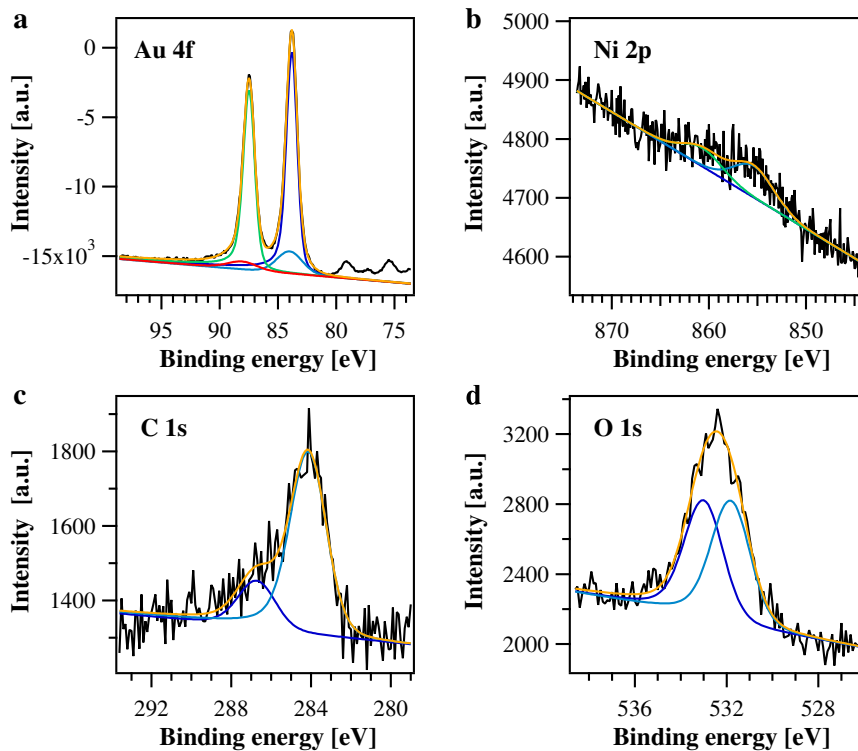 a
Au 4f
Intensity [a.u.]
0
-5
-10
-15x10³
95
90
85
80
75
Binding energy [eV]
b
Ni 2p
Intensity [a.u.]
5000
4900
4800
4700
4600
870
860
850
Binding energy [eV]
c
C 1s
Intensity [a.u.]
1800
1600
1400
292
288
284
280
Binding energy [eV]
d
O 1s
Intensity [a.u.]
3200
2800
2400
2000
536
532
528
Binding energy [eV]